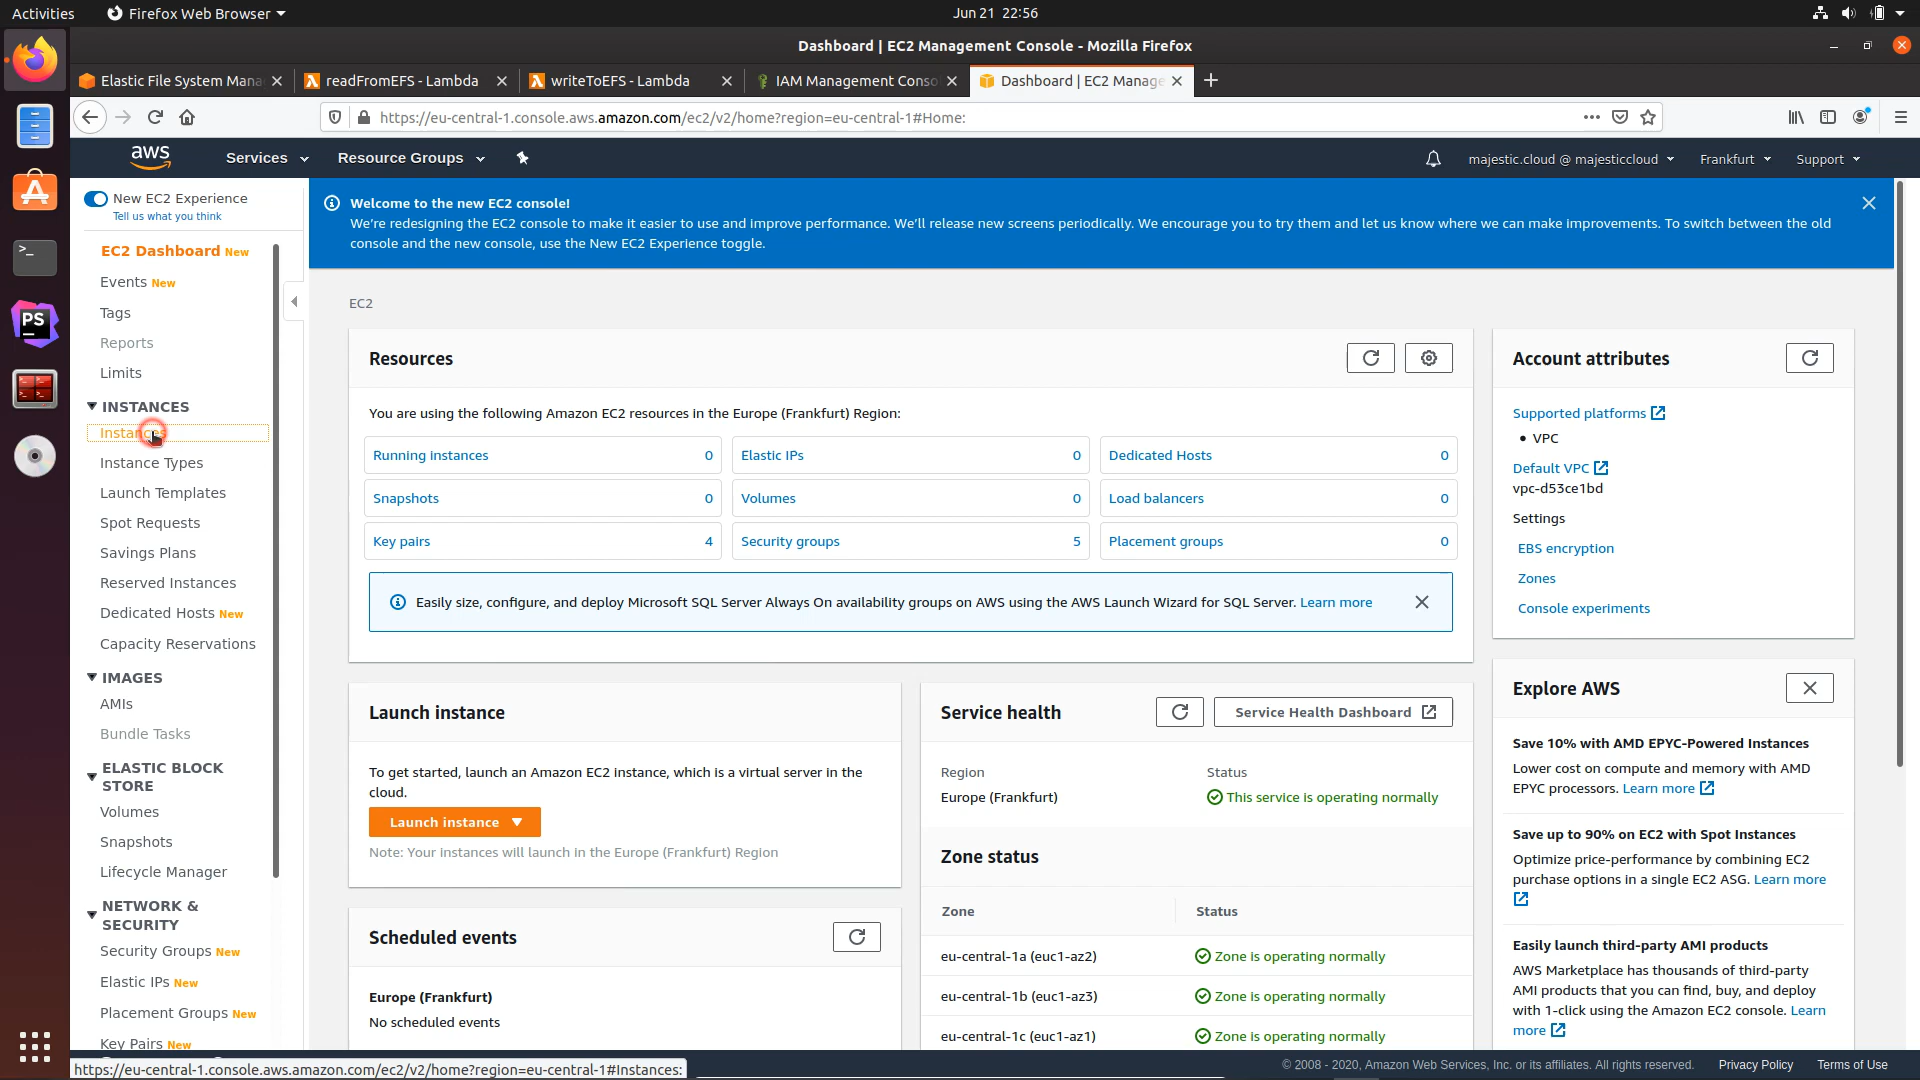 Activities
Firefox Web Browser
Jun 21 22:56
Dashboard | EC2 Management Console - Mozilla Firefox
Elastic File System Mana
readFromEFS - Lambda
writeToEFS - Lambda
IAM Management Conso
Dashboard | EC2 Manage
https://eu-central-1.console.aws.amazon.com/ec2/v2/home?region=eu-central-1#Home:
aws
Services
Resource Groups
majestic.cloud @ majesticcloud
Frankfurt
Support
New EC2 Experience
Tell us what you think
EC2 Dashboard New
Events New
Tags
Reports
Limits
INSTANCES
Instances
Instance Types
Launch Templates
Spot Requests
Savings Plans
Reserved Instances
Dedicated Hosts New
Capacity Reservations
IMAGES
AMIs
Bundle Tasks
ELASTIC BLOCK
STORE
Volumes
Snapshots
Lifecycle Manager
NETWORK &
SECURITY
Security Groups New
Elastic IPs New
Placement Groups New
Key Pairs New
Welcome to the new EC2 console!
We're redesigning the EC2 console to make it easier to use and improve performance. We'll release new screens periodically. We encourage you to try them and let us know where we can make improvements. To switch between the old
console and the new console, use the New EC2 Experience toggle.
EC2
Resources
You are using the following Amazon EC2 resources in the Europe (Frankfurt) Region:
Running instances 0
Elastic IPs 0
Dedicated Hosts 0
Snapshots 0
Volumes 0
Load balancers 0
Key pairs 4
Security groups 5
Placement groups 0
Easily size, configure, and deploy Microsoft SQL Server Always On availability groups on AWS using the AWS Launch Wizard for SQL Server. Learn more
Launch instance
To get started, launch an Amazon EC2 instance, which is a virtual server in the
cloud.
Launch instance
Note: Your instances will launch in the Europe (Frankfurt) Region
Scheduled events
Europe (Frankfurt)
No scheduled events
Service health
Service Health Dashboard
Region
Status
Europe (Frankfurt)
This service is operating normally
Zone status
Zone
Status
eu-central-1a (euc1-az2)
Zone is operating normally
eu-central-1b (euc1-az3)
Zone is operating normally
eu-central-1c (euc1-az1)
Zone is operating normally
Account attributes
Supported platforms
• VPC
Default VPC
vpc-d53ce1bd
Settings
EBS encryption
Zones
Console experiments
Explore AWS
Save 10% with AMD EPYC-Powered Instances
Lower cost on compute and memory with AMD
EPYC processors. Learn more
Save up to 90% on EC2 with Spot Instances
Optimize price-performance by combining EC2
purchase options in a single EC2 ASG. Learn more
Easily launch third-party AMI products
AWS Marketplace has thousands of third-party
AMI products that you can find, buy, and deploy
with 1-click using the Amazon EC2 console. Learn
more
https://eu-central-1.console.aws.amazon.com/ec2/v2/home?region=eu-central-1#Instances:
© 2008 - 2020, Amazon Web Services, Inc. or its affiliates. All rights reserved.
Privacy Policy
Terms of Use
PS